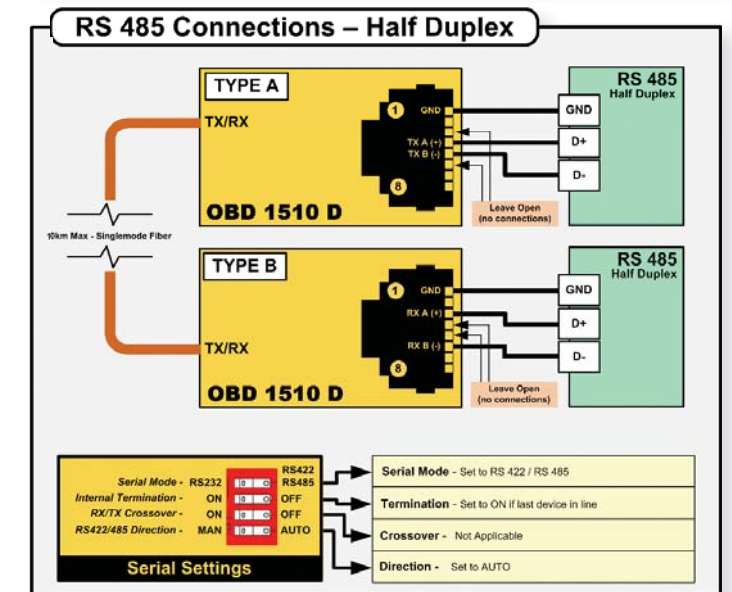 RS 485 Connections – Half Duplex
TYPE A
TX/RX
OBD 1510 D
1
GND
TX A (+)
TX B (-)
8
GND
D+
D-
RS 485
Half Duplex
Leave Open
(no connections)
10km Max - Singlemode Fiber
TYPE B
TX/RX
OBD 1510 D
1
GND
RX A (+)
RX B (-)
8
GND
D+
D-
RS 485
Half Duplex
Leave Open
(no connections)
RS422
Serial Mode - RS232 RS485
Internal Termination - ON OFF
RX/TX Crossover - ON OFF
RS422/485 Direction - MAN AUTO
Serial Settings
Serial Mode - Set to RS 422 / RS 485
Termination - Set to ON if last device in line
Crossover - Not Applicable
Direction - Set to AUTO